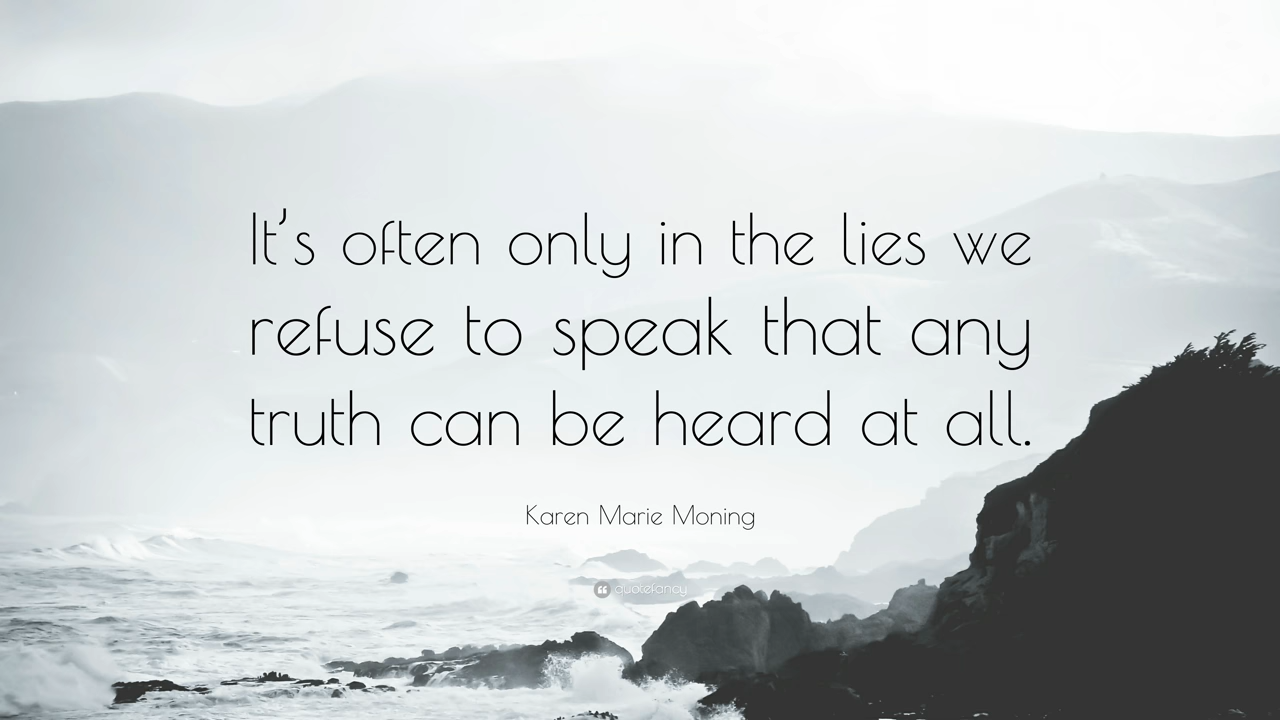 It’s often only in the lies we
refuse to speak that any
truth can be heard at all.
Karen Marie Moning
quotefancy